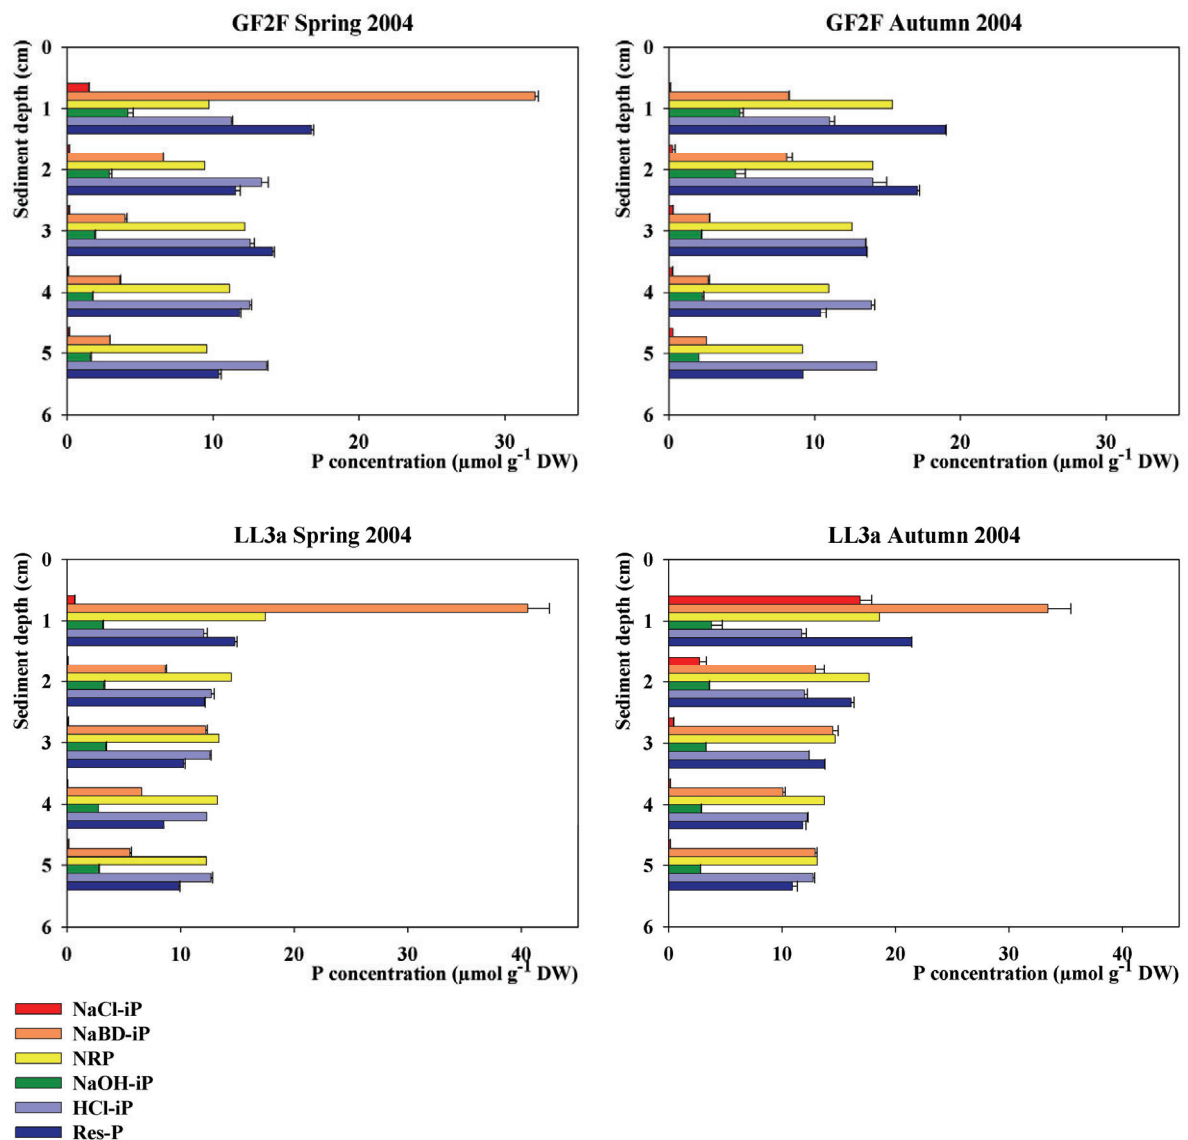 GF2F Spring 2004
Sediment depth (cm)
0
1
2
3
4
5
6
0 10 20 30
P concentration (µmol g-1 DW)
GF2F Autumn 2004
Sediment depth (cm)
0
1
2
3
4
5
6
0 10 20 30
P concentration (µmol g-1 DW)
LL3a Spring 2004
Sediment depth (cm)
0
1
2
3
4
5
6
0 10 20 30 40
P concentration (µmol g-1 DW)
LL3a Autumn 2004
Sediment depth (cm)
0
1
2
3
4
5
6
0 10 20 30 40
P concentration (µmol g-1 DW)
NaCl-iP
NaBD-iP
NRP
NaOH-iP
HCl-iP
Res-P